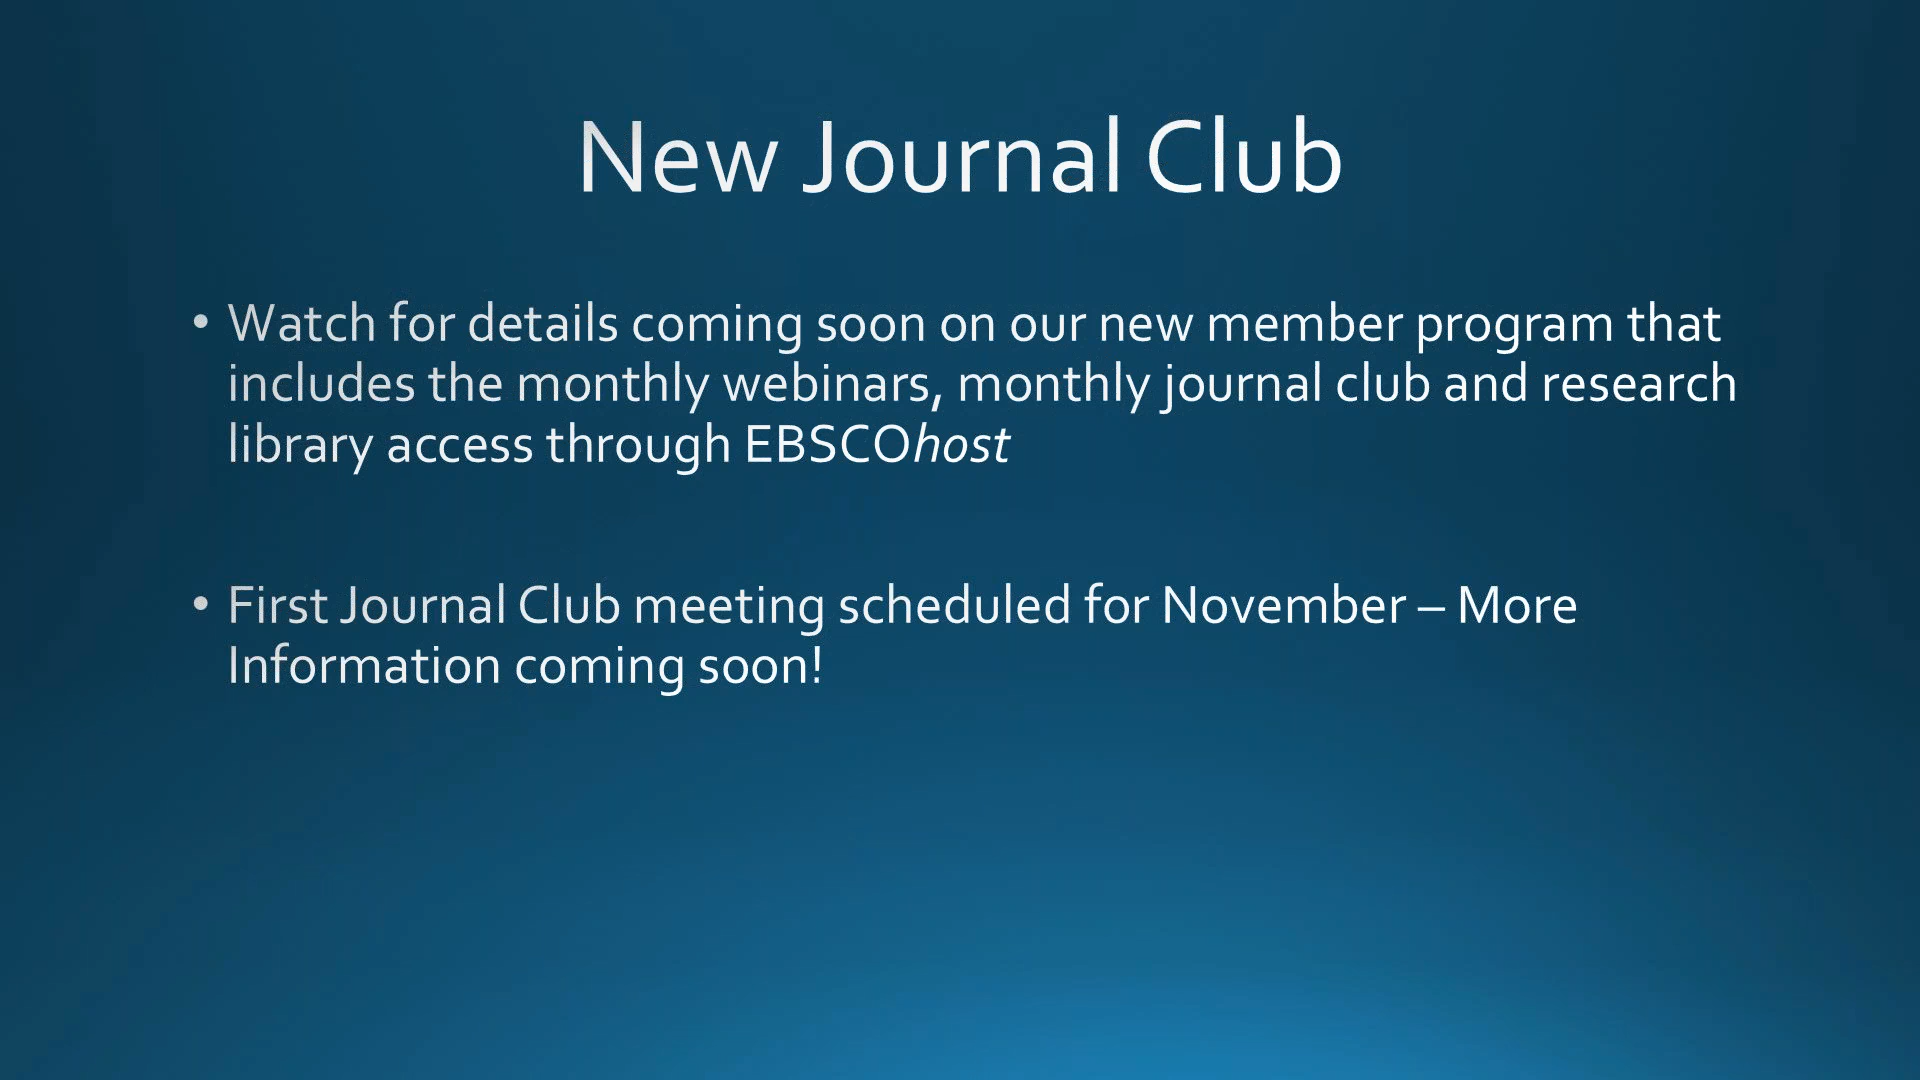 New Journal Club
• Watch for details coming soon on our new member program that
includes the monthly webinars, monthly journal club and research
library access through EBSCOhost
• First Journal Club meeting scheduled for November – More
Information coming soon!